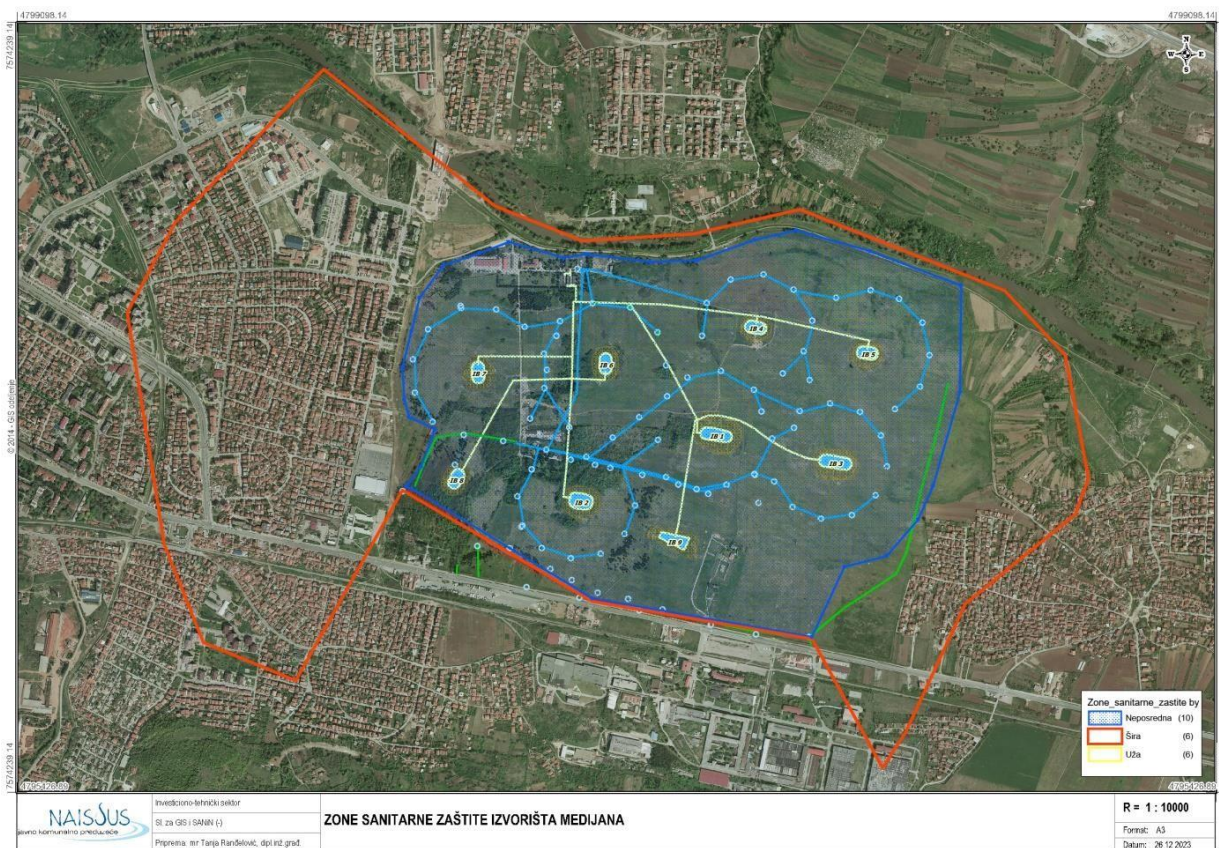 4799098.14
4799098.14
7574239.14
N
W E
S
IB 4
IB 5
IB 7
IB 6
IB 1
IB 3
IB 8
IB 2
IB 9
© 2014 - GIS odeljenje
Zone_sanitarne_zastite by
Neposredna (10)
Šira (6)
Uža (6)
7574239.14
4795426.89
4795426.89
NAISSUS
javno komunalno preduzeće
Investiciono-tehnički sektor
Sl. za GIS i SANIN (-)
Priprema: mr Tanja Ranđelović, dipl.inž.građ.
ZONE SANITARNE ZAŠTITE IZVORIŠTA MEDIJANA
R = 1 : 10000
Format: A3
Datum: 26.12.2023